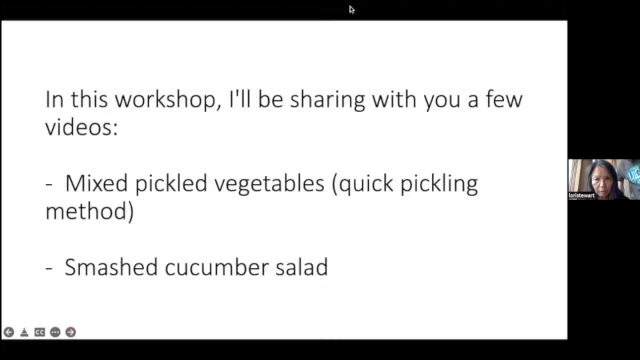 In this workshop, I'll be sharing with you a few
videos:
- Mixed pickled vegetables (quick pickling
method)
- Smashed cucumber salad
CC
loristewart